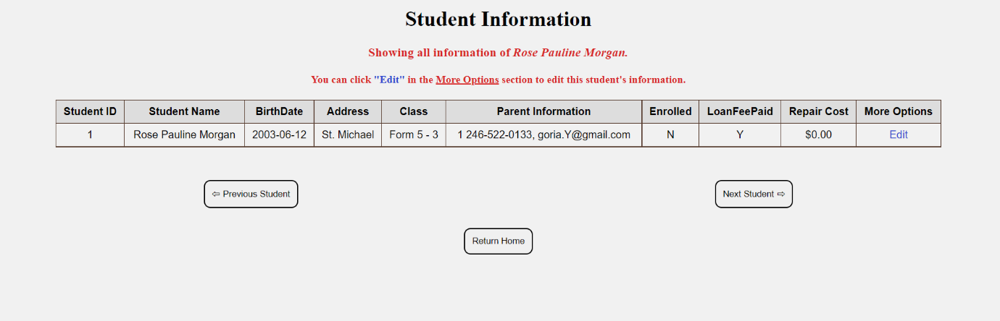 Student Information
Showing all information of Rose Pauline Morgan.
You can click "Edit" in the More Options section to edit this student's information.
Student ID Student Name BirthDate Address Class Parent Information Enrolled LoanFeePaid Repair Cost More Options
1 Rose Pauline Morgan 2003-06-12 St. Michael Form 5 - 3 1 246-522-0133, goria.Y@gmail.com N Y $0.00 Edit
⇦ Previous Student Next Student ⇨
Return Home